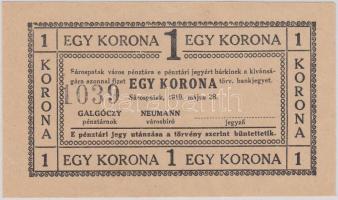 1 EGY KORONA 1 EGY KORONA 1
Sárospatak város pénztára e pénztári jegyért bárkinek a kívánsá-
gára azonnal fizet EGY KORONA törv. bankjegyet.
1039
Sárospatak, 1919. május 28.
GALGÓCZY NEUMANN
pénztárnok városbíró jegyző
E pénztári jegy utánzása a törvény szerint büntettetik.
KORONA
KORONA
1 EGY KORONA 1 EGY KORONA 1